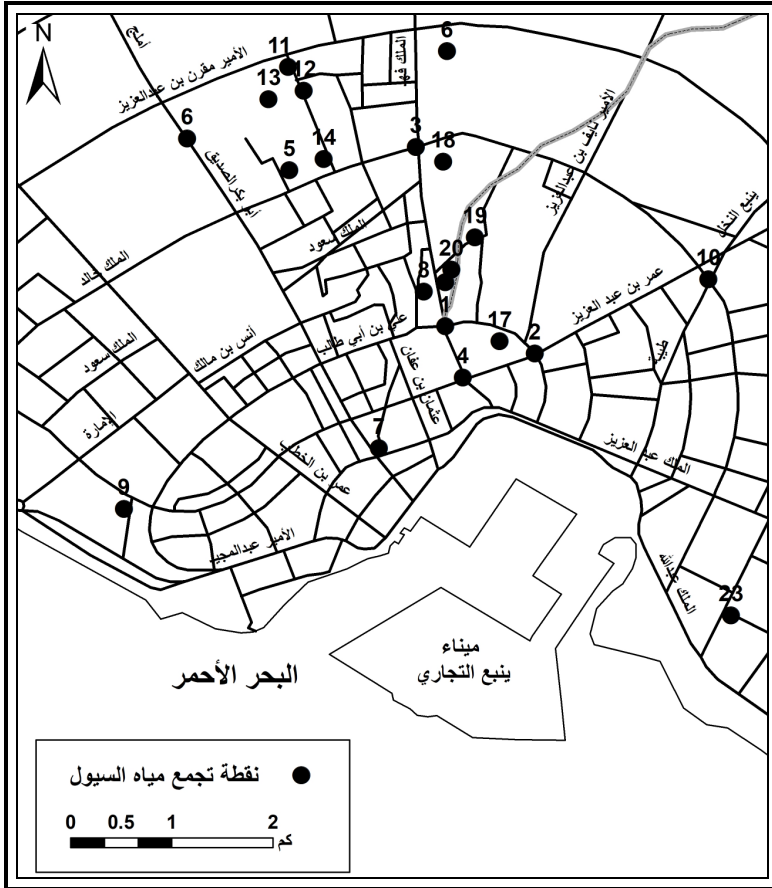 N
أملج
الأمير مقرن بن عبدالعزيز
الملك فهد
6
11
12
13
6
5
14
3
18
أبي بكر الصديق
الأمير نايف بن عبدالعزيز
ينبع النخل
الملك خالد
الملك سعود
19
20
8
10
1
17
2
عمر بن عبد العزيز
علي بن أبي طالب
أنس بن مالك
الملك سعود
الإمارة
4
عثمان بن عفان
طيبة
7
عمر بن الخطاب
الملك عبد العزيز
9
الأمير عبدالمجيد
الملك عبدالله
23
ميناء
ينبع التجاري
البحر الأحمر
نقطة تجمع مياه السيول
0 0.5 1 2
كم